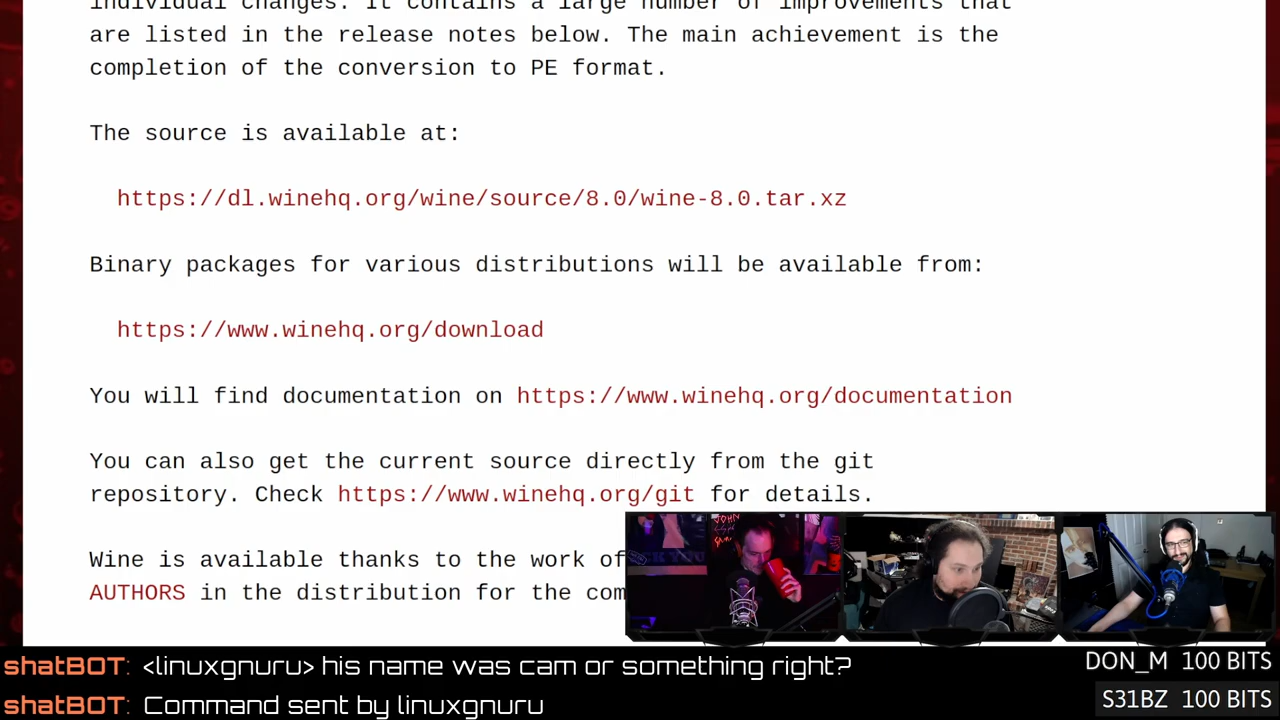 individual changes. It contains a large number of improvements that
are listed in the release notes below. The main achievement is the
completion of the conversion to PE format.
The source is available at:
https://dl.winehq.org/wine/source/8.0/wine-8.0.tar.xz
Binary packages for various distributions will be available from:
https://www.winehq.org/download
You will find documentation on https://www.winehq.org/documentation
You can also get the current source directly from the git
repository. Check https://www.winehq.org/git for details.
Wine is available thanks to the work of
AUTHORS in the distribution for the com
shatBOT: <linuxgnuru> his name was cam or something right?
shatBOT: Command sent by linuxgnuru
DON_M 100 BITS
S31BZ 100 BITS